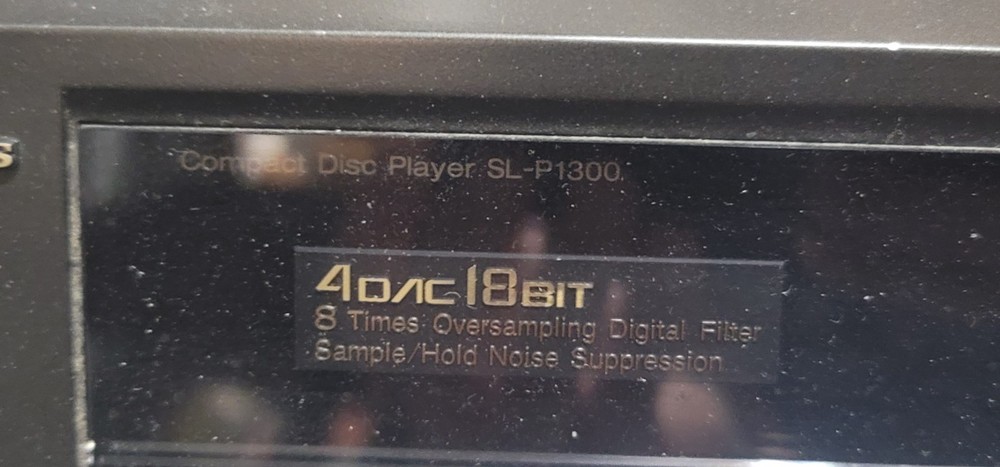 s
Compact Disc Player SL-P1300
4DAC 18BIT
8 Times Oversampling Digital Filter
Sample/Hold Noise Suppression